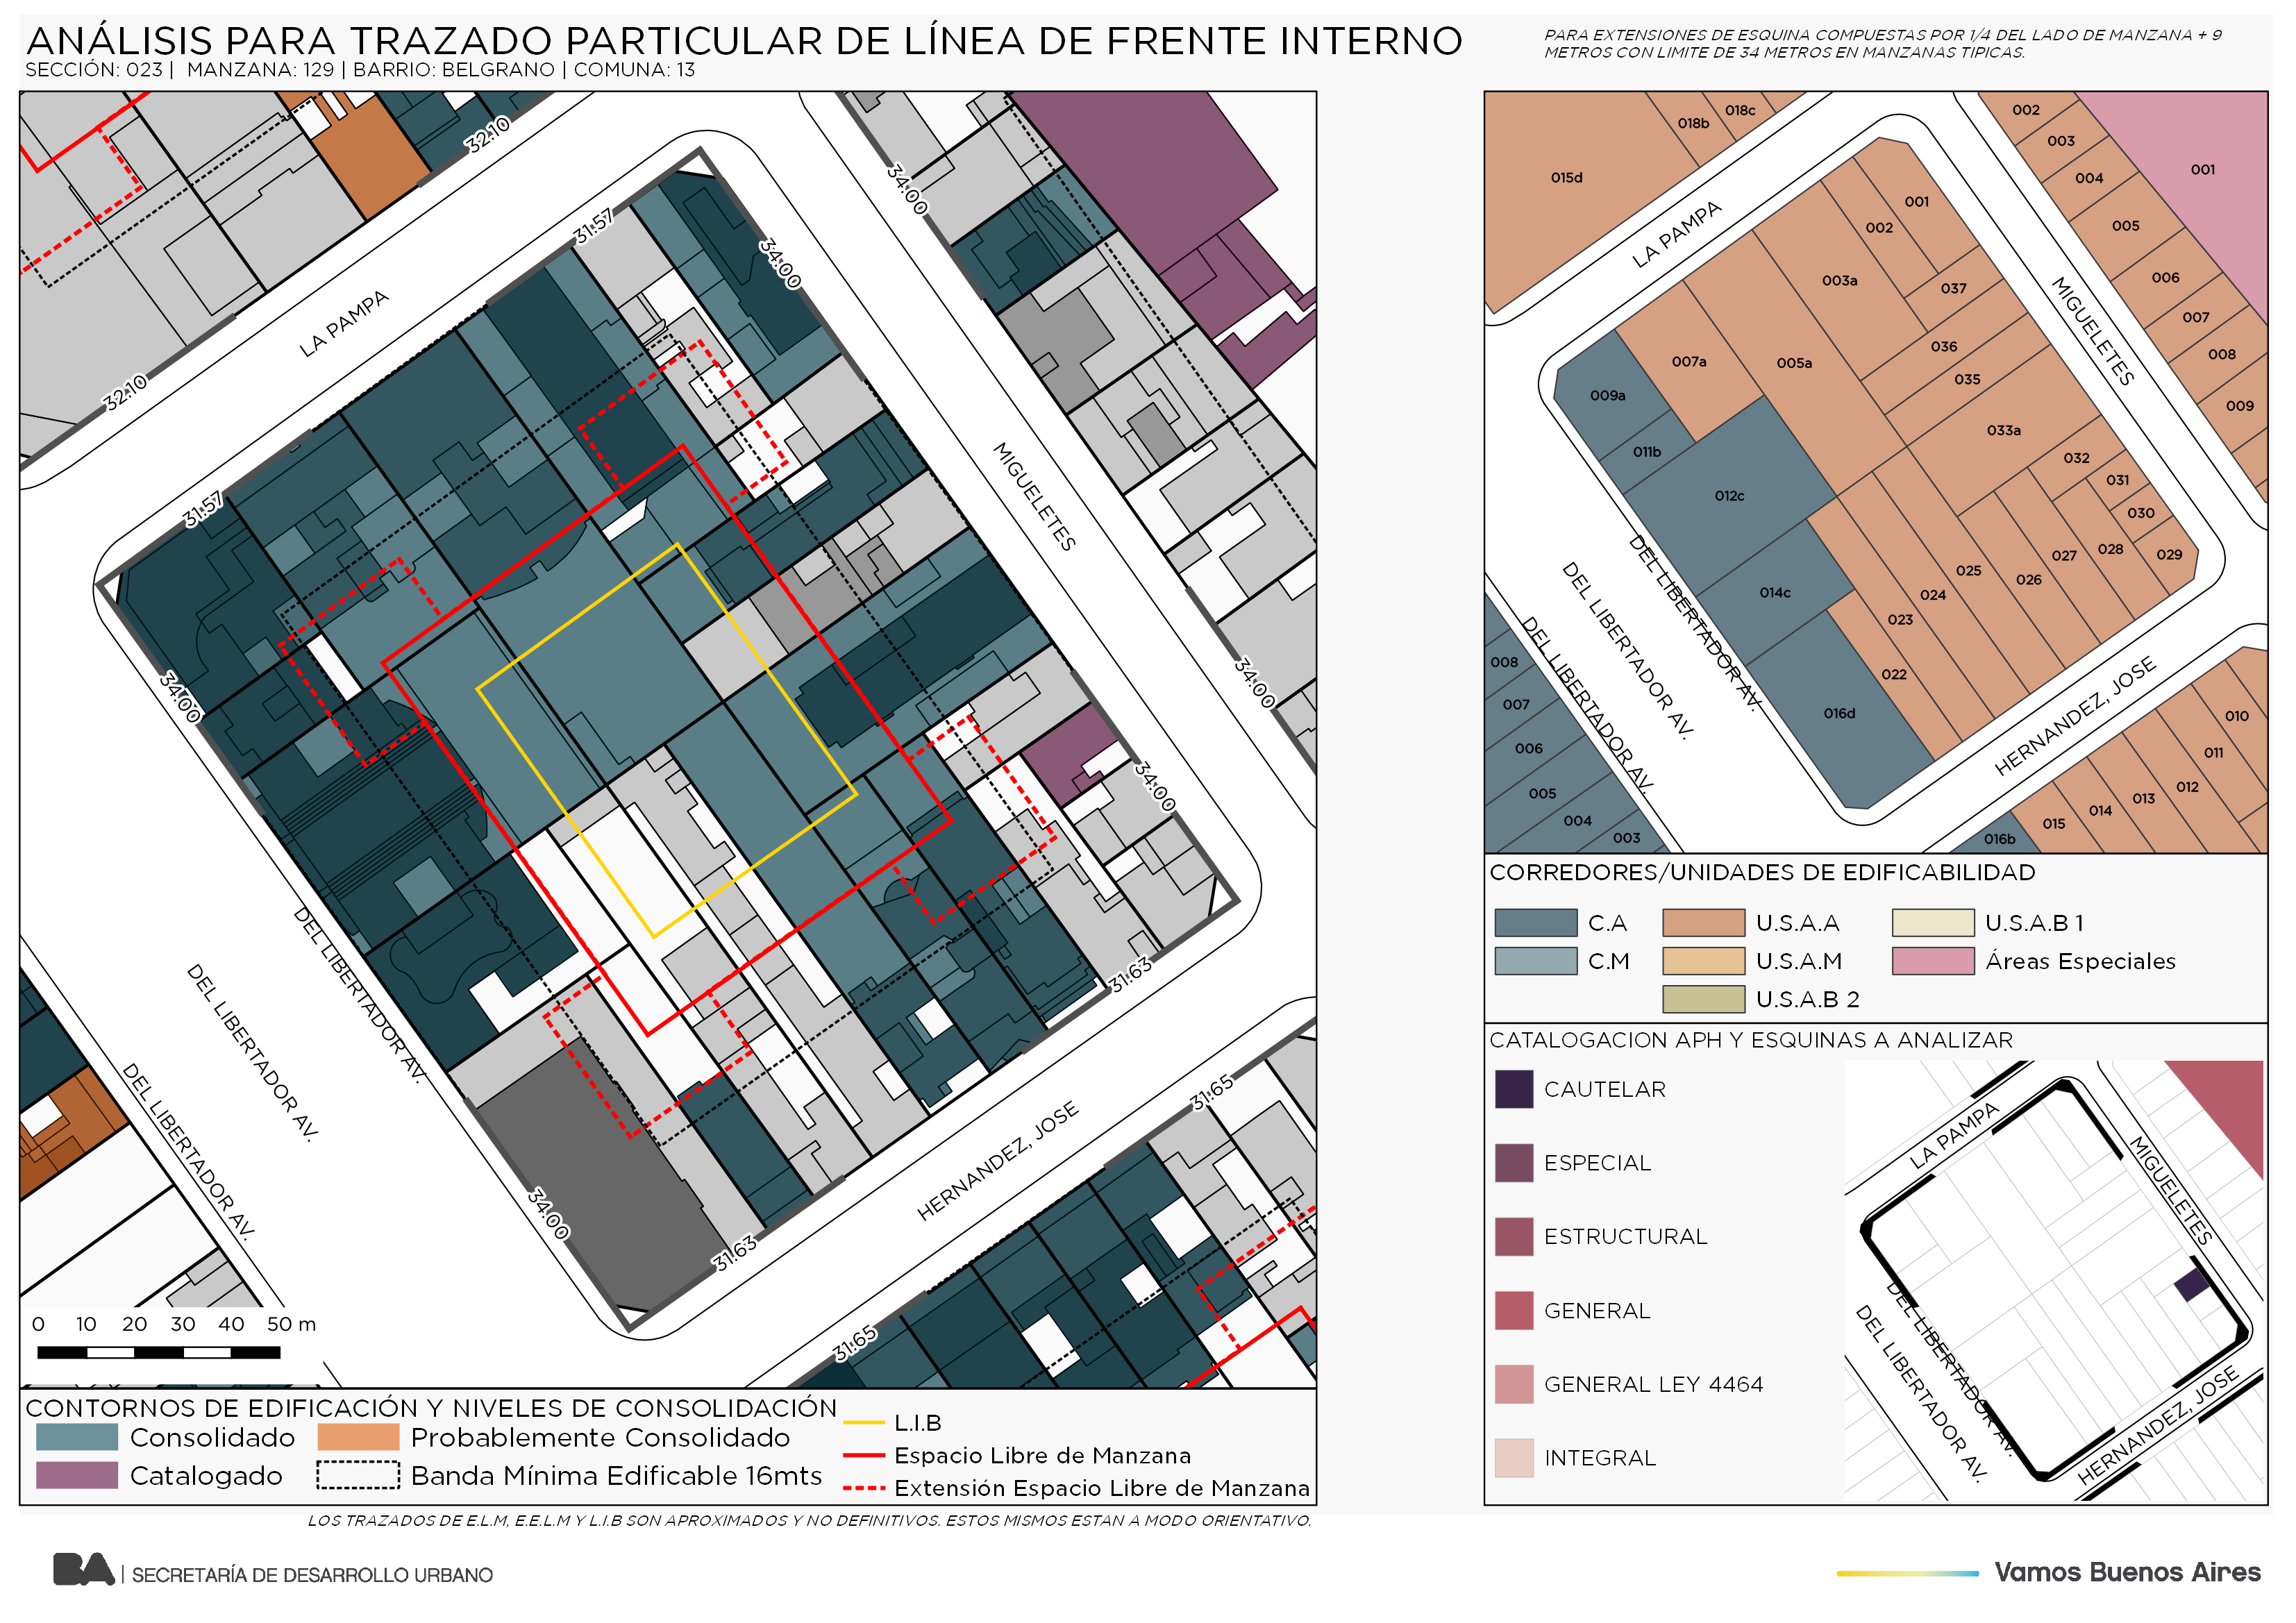 ANÁLISIS PARA TRAZADO PARTICULAR DE LÍNEA DE FRENTE INTERNO
SECCIÓN: 023 | MANZANA: 129 | BARRIO: BELGRANO | COMUNA: 13
PARA EXTENSIONES DE ESQUINA COMPUESTAS POR 1/4 DEL LADO DE MANZANA + 9
METROS CON LIMITE DE 34 METROS EN MANZANAS TIPICAS.
32.10
34.00
31.57
34.00
LA PAMPA
32.10
MIGUELETES
31.57
34.00
34.00
34.00
DEL LIBERTADOR AV.
DEL LIBERTADOR AV.
31.63
DEL LIBERTADOR AV.
31.65
HERNANDEZ, JOSE
34.00
31.63
31.65
0 10 20 30 40 50 m
CONTORNOS DE EDIFICACIÓN Y NIVELES DE CONSOLIDACIÓN
Consolidado
Probablemente Consolidado
Catalogado
Banda Mínima Edificable 16mts
L.I.B
Espacio Libre de Manzana
Extensión Espacio Libre de Manzana
LOS TRAZADOS DE E.L.M, E.E.L.M Y L.I.B SON APROXIMADOS Y NO DEFINITIVOS. ESTOS MISMOS ESTAN A MODO ORIENTATIVO.
018b
018c
002
003
001
015d
004
001
002
005
LA PAMPA
003a
037
006
MIGUELETES
007
036
008
007a
005a
035
009a
009
033a
011b
032
031
012c
030
029
028
027
025
026
014c
024
023
DEL LIBERTADOR AV.
DEL LIBERTADOR AV.
DEL LIBERTADOR AV.
008
022
007
016d
HERNANDEZ, JOSE
010
006
011
005
012
013
014
004
015
003
016b
CORREDORES/UNIDADES DE EDIFICABILIDAD
C.A
U.S.A.A
U.S.A.B 1
C.M
U.S.A.M
Áreas Especiales
U.S.A.B 2
CATALOGACION APH Y ESQUINAS A ANALIZAR
CAUTELAR
ESPECIAL
ESTRUCTURAL
GENERAL
GENERAL LEY 4464
INTEGRAL
LA PAMPA
MIGUELETES
DEL LIBERTADOR AV.
DEL LIBERTADOR AV.
HERNANDEZ, JOSE
BA | SECRETARÍA DE DESARROLLO URBANO
Vamos Buenos Aires